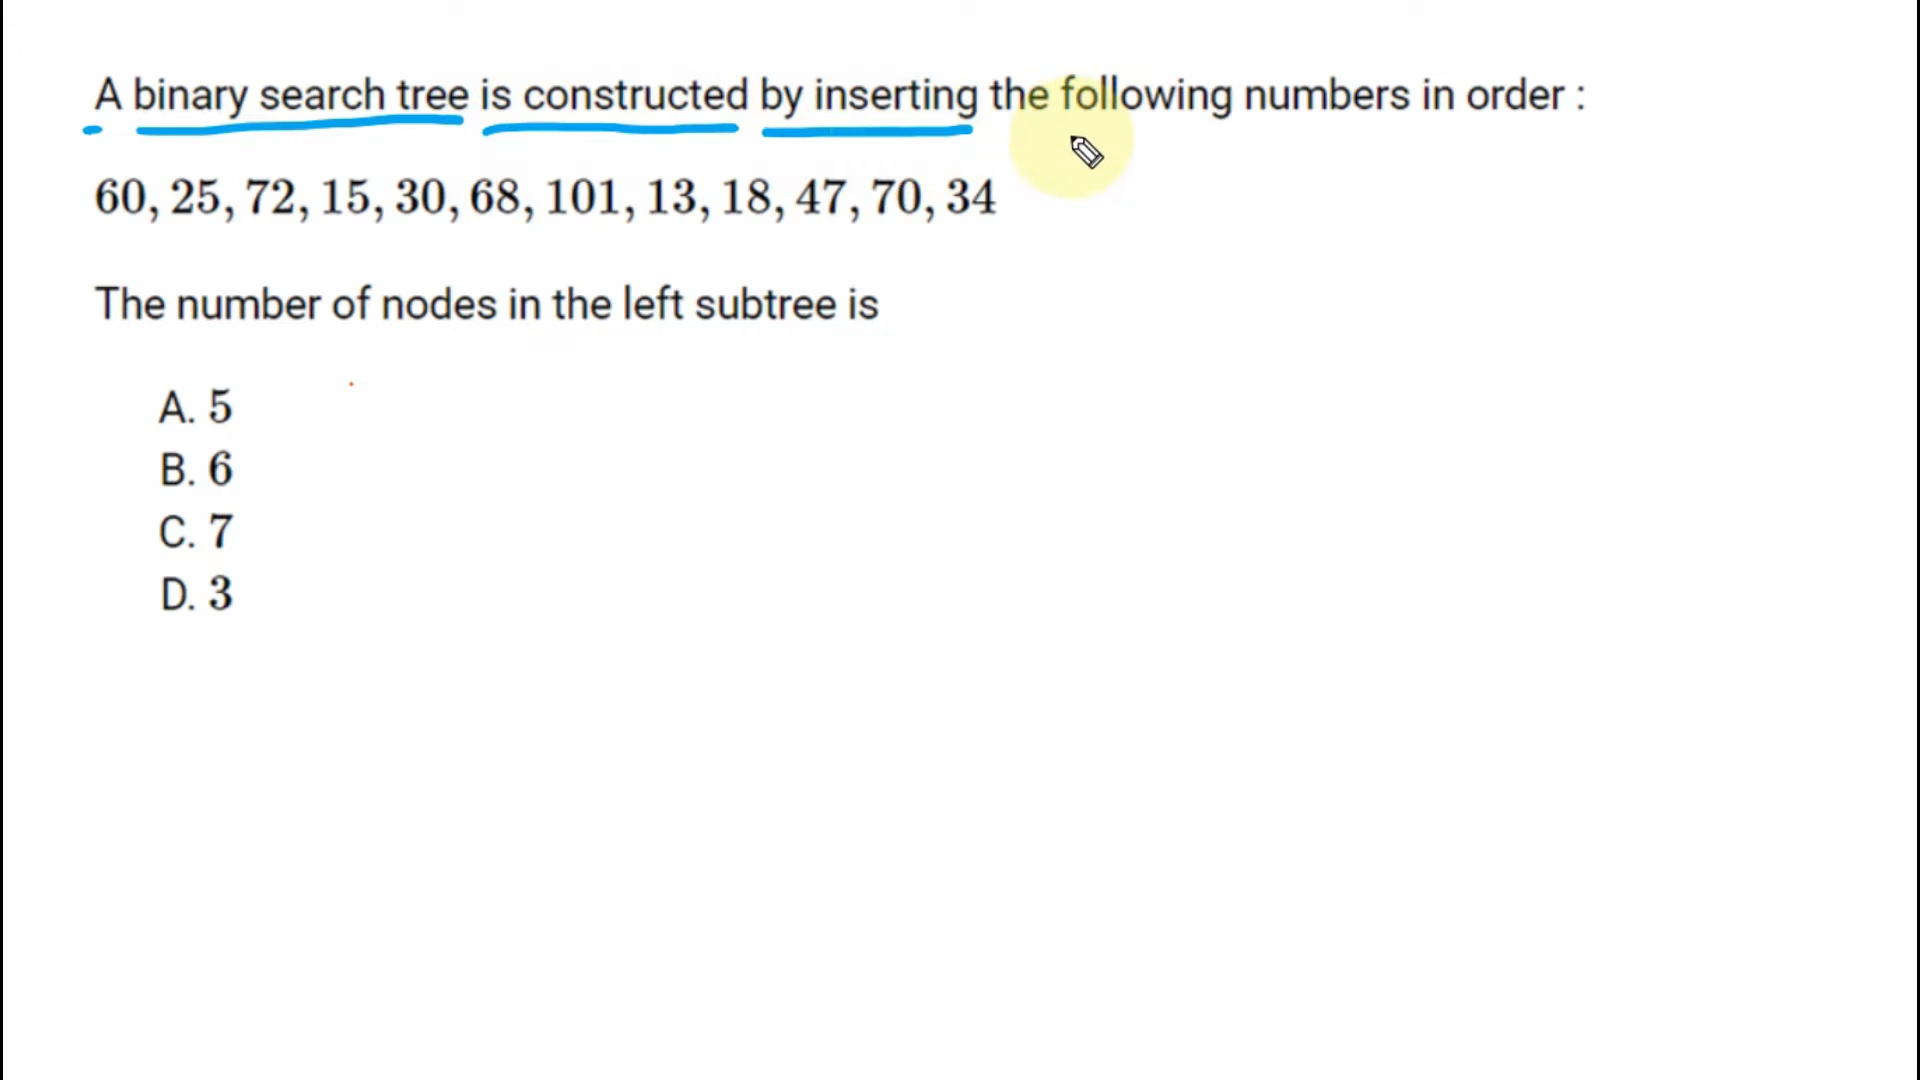 A binary search tree is constructed by inserting the following numbers in order :
60, 25, 72, 15, 30, 68, 101, 13, 18, 47, 70, 34
The number of nodes in the left subtree is
A. 5
B. 6
C. 7
D. 3